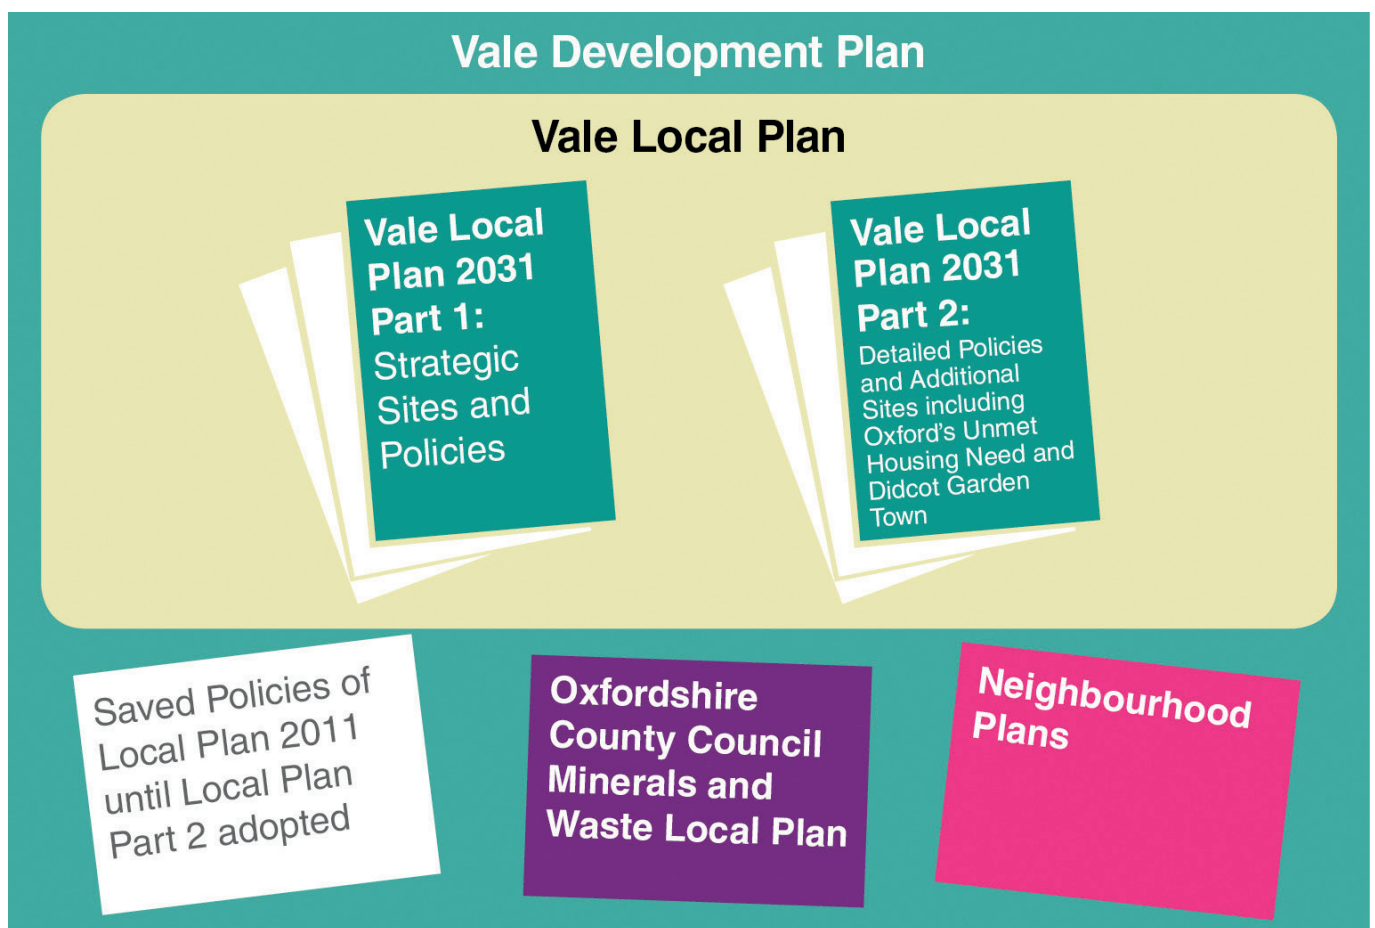 Vale Development Plan
Vale Local Plan
Vale Local
Plan 2031
Part 1:
Strategic
Sites and
Policies
Vale Local
Plan 2031
Part 2:
Detailed Policies
and Additional
Sites including
Oxford's Unmet
Housing Need and
Didcot Garden
Town
Saved Policies of
Local Plan 2011
until Local Plan
Part 2 adopted
Oxfordshire
County Council
Minerals and
Waste Local Plan
Neighbourhood
Plans